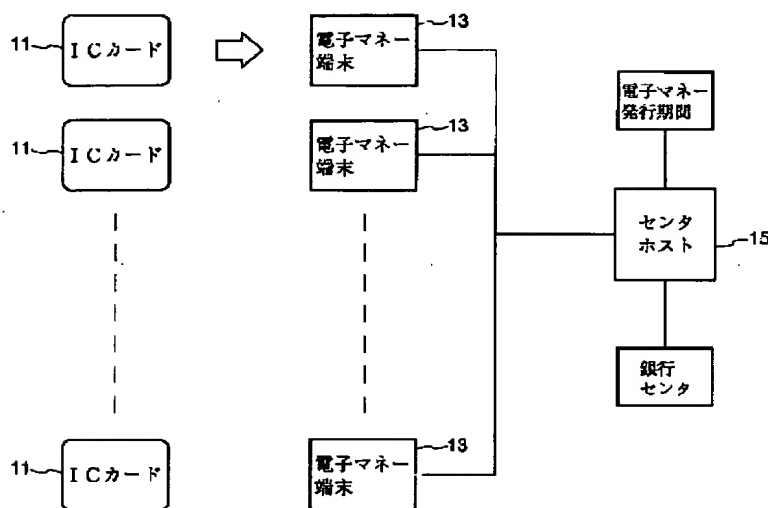 11 ICカード
電子マネー
端末
13
11 ICカード
電子マネー
端末
13
電子マネー
発行期間
センタ
ホスト
15
銀行
センタ
11 ICカード
電子マネー
端末
13